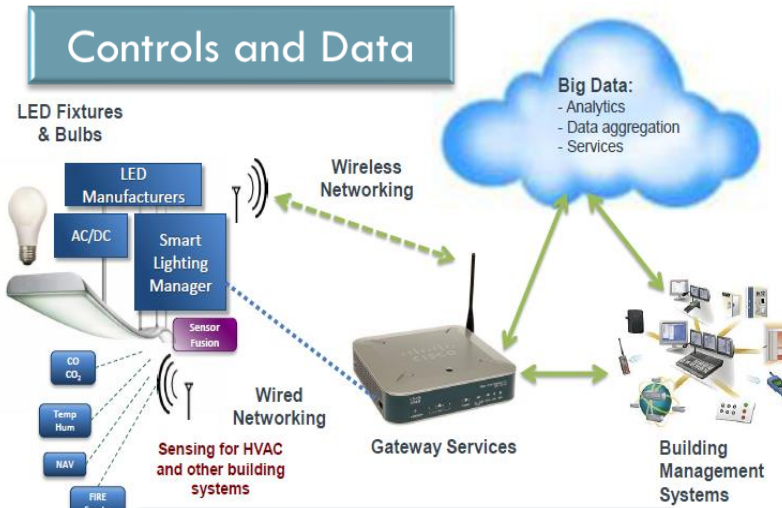 Controls and Data
LED Fixtures
& Bulbs
LED
Manufacturers
AC/DC
Smart
Lighting
Manager
Sensor
Fusion
CO
CO₂
Temp
Hum
NAV
FIRE
Wireless
Networking
Wired
Networking
Sensing for HVAC
and other building
systems
Big Data:
- Analytics
- Data aggregation
- Services
CISCO
Gateway Services
Building
Management
Systems